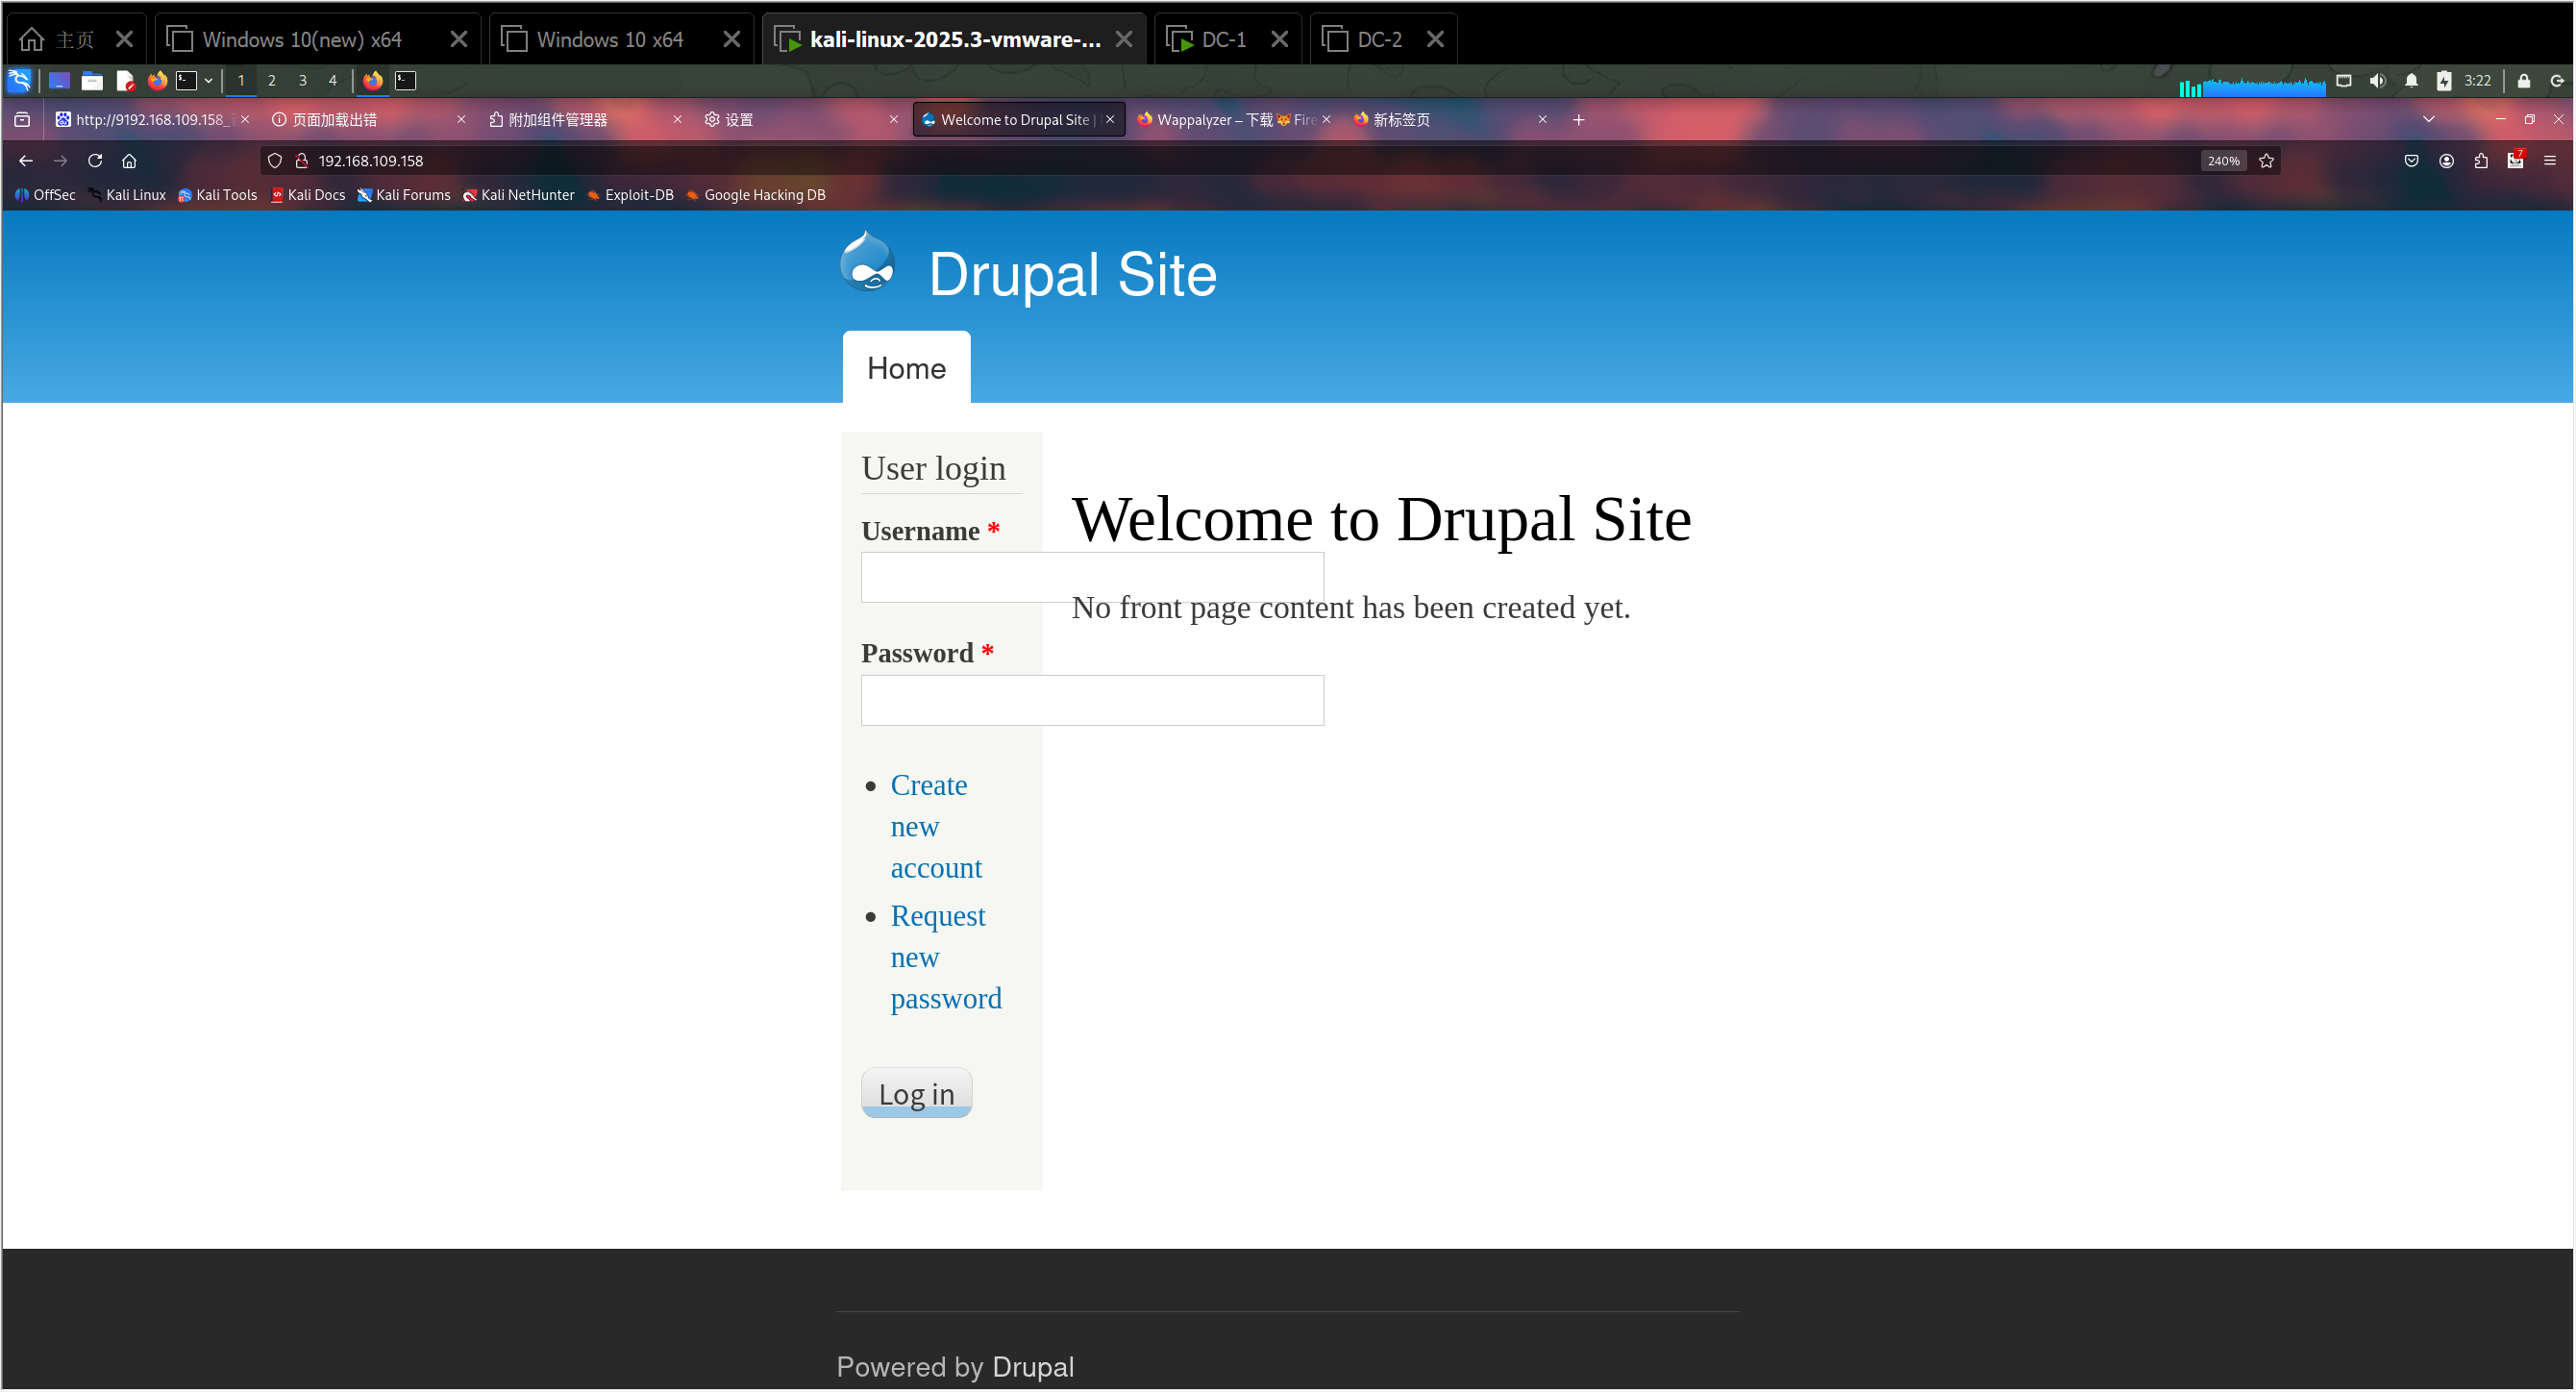 主页
Windows 10(new) x64
Windows 10 x64
kali-linux-2025.3-vmware-...
DC-1
DC-2
1 2 3 4
3:22
http://9192.168.109.158_
页面加载出错
附加组件管理器
设置
Welcome to Drupal Site |
Wappalyzer – 下载 🦊 Fire
新标签页
192.168.109.158
240%
7
OffSec
Kali Linux
Kali Tools
Kali Docs
Kali Forums
Kali NetHunter
Exploit-DB
Google Hacking DB
Drupal Site
Home
User login
Username *
Password *
Create
new
account
Request
new
password
Log in
Welcome to Drupal Site
No front page content has been created yet.
Powered by Drupal